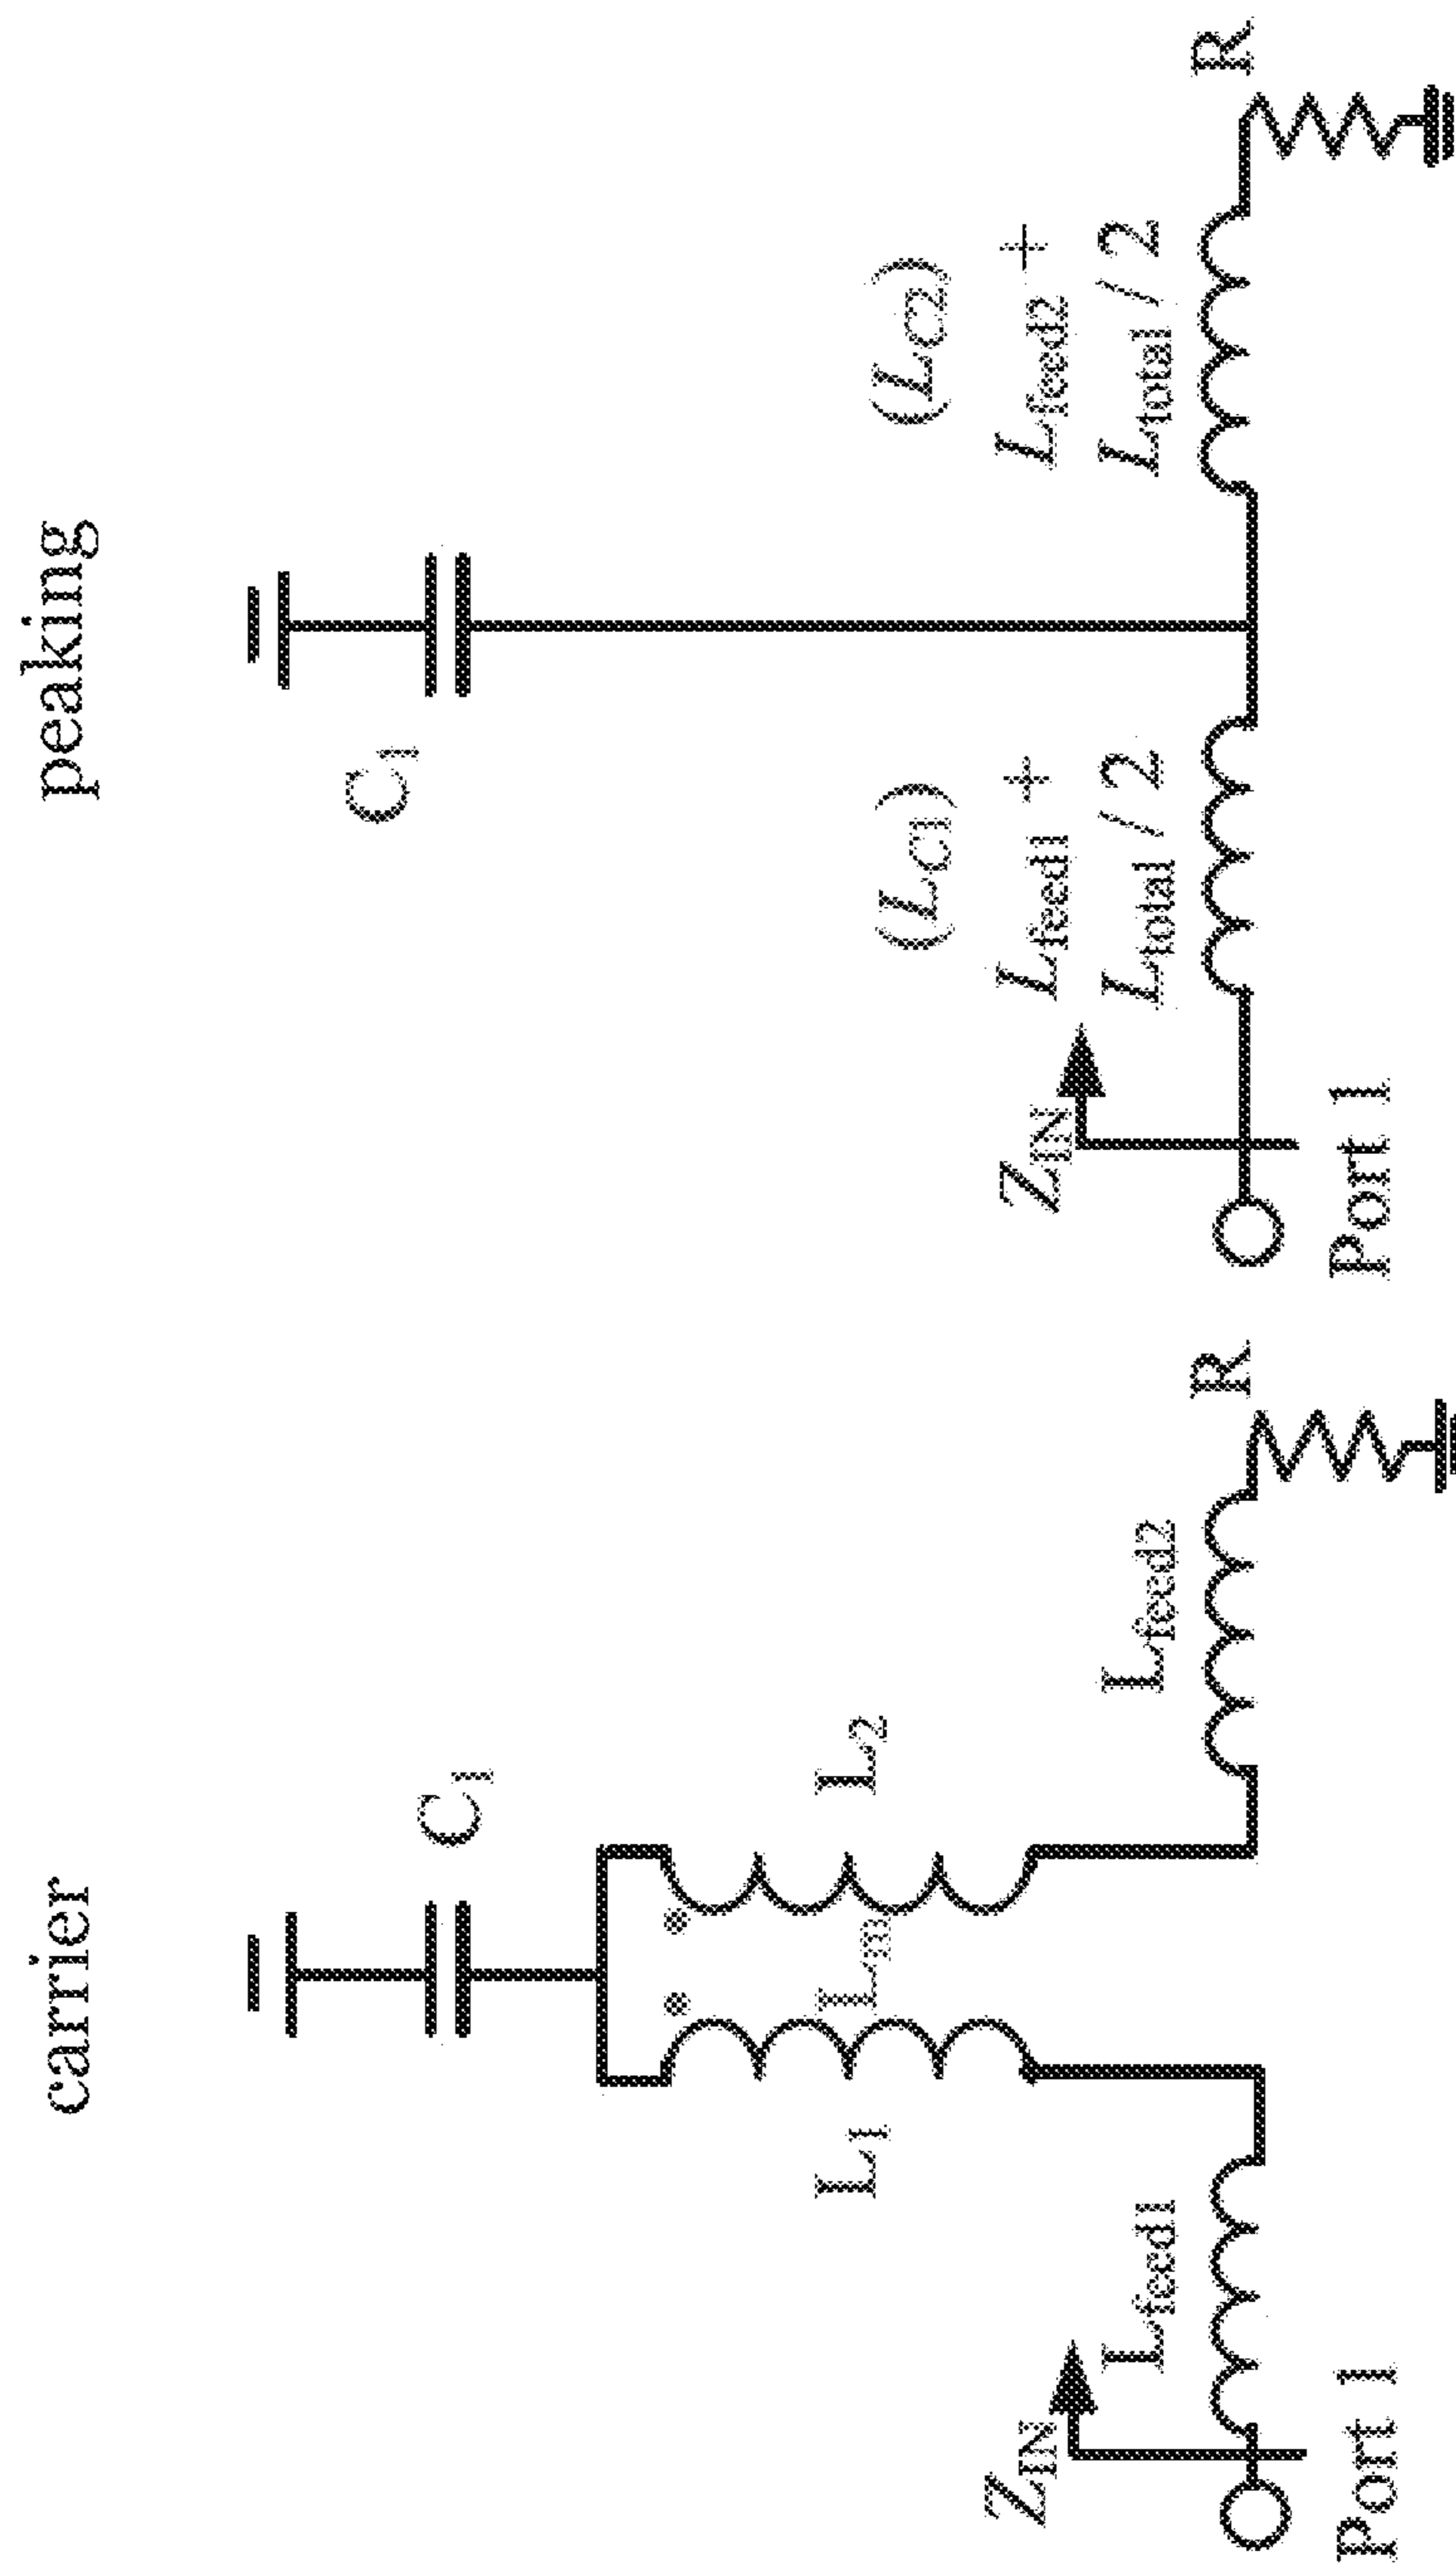 carrier
C1
L1
Lm
L2
ZIN
Lfeed1
Lfeed2
R
Port 1
peaking
C1
(LC1)
Lfeed1 +
Ltotal / 2
(LC2)
Lfeed2 +
Ltotal / 2
ZIN
R
Port 1